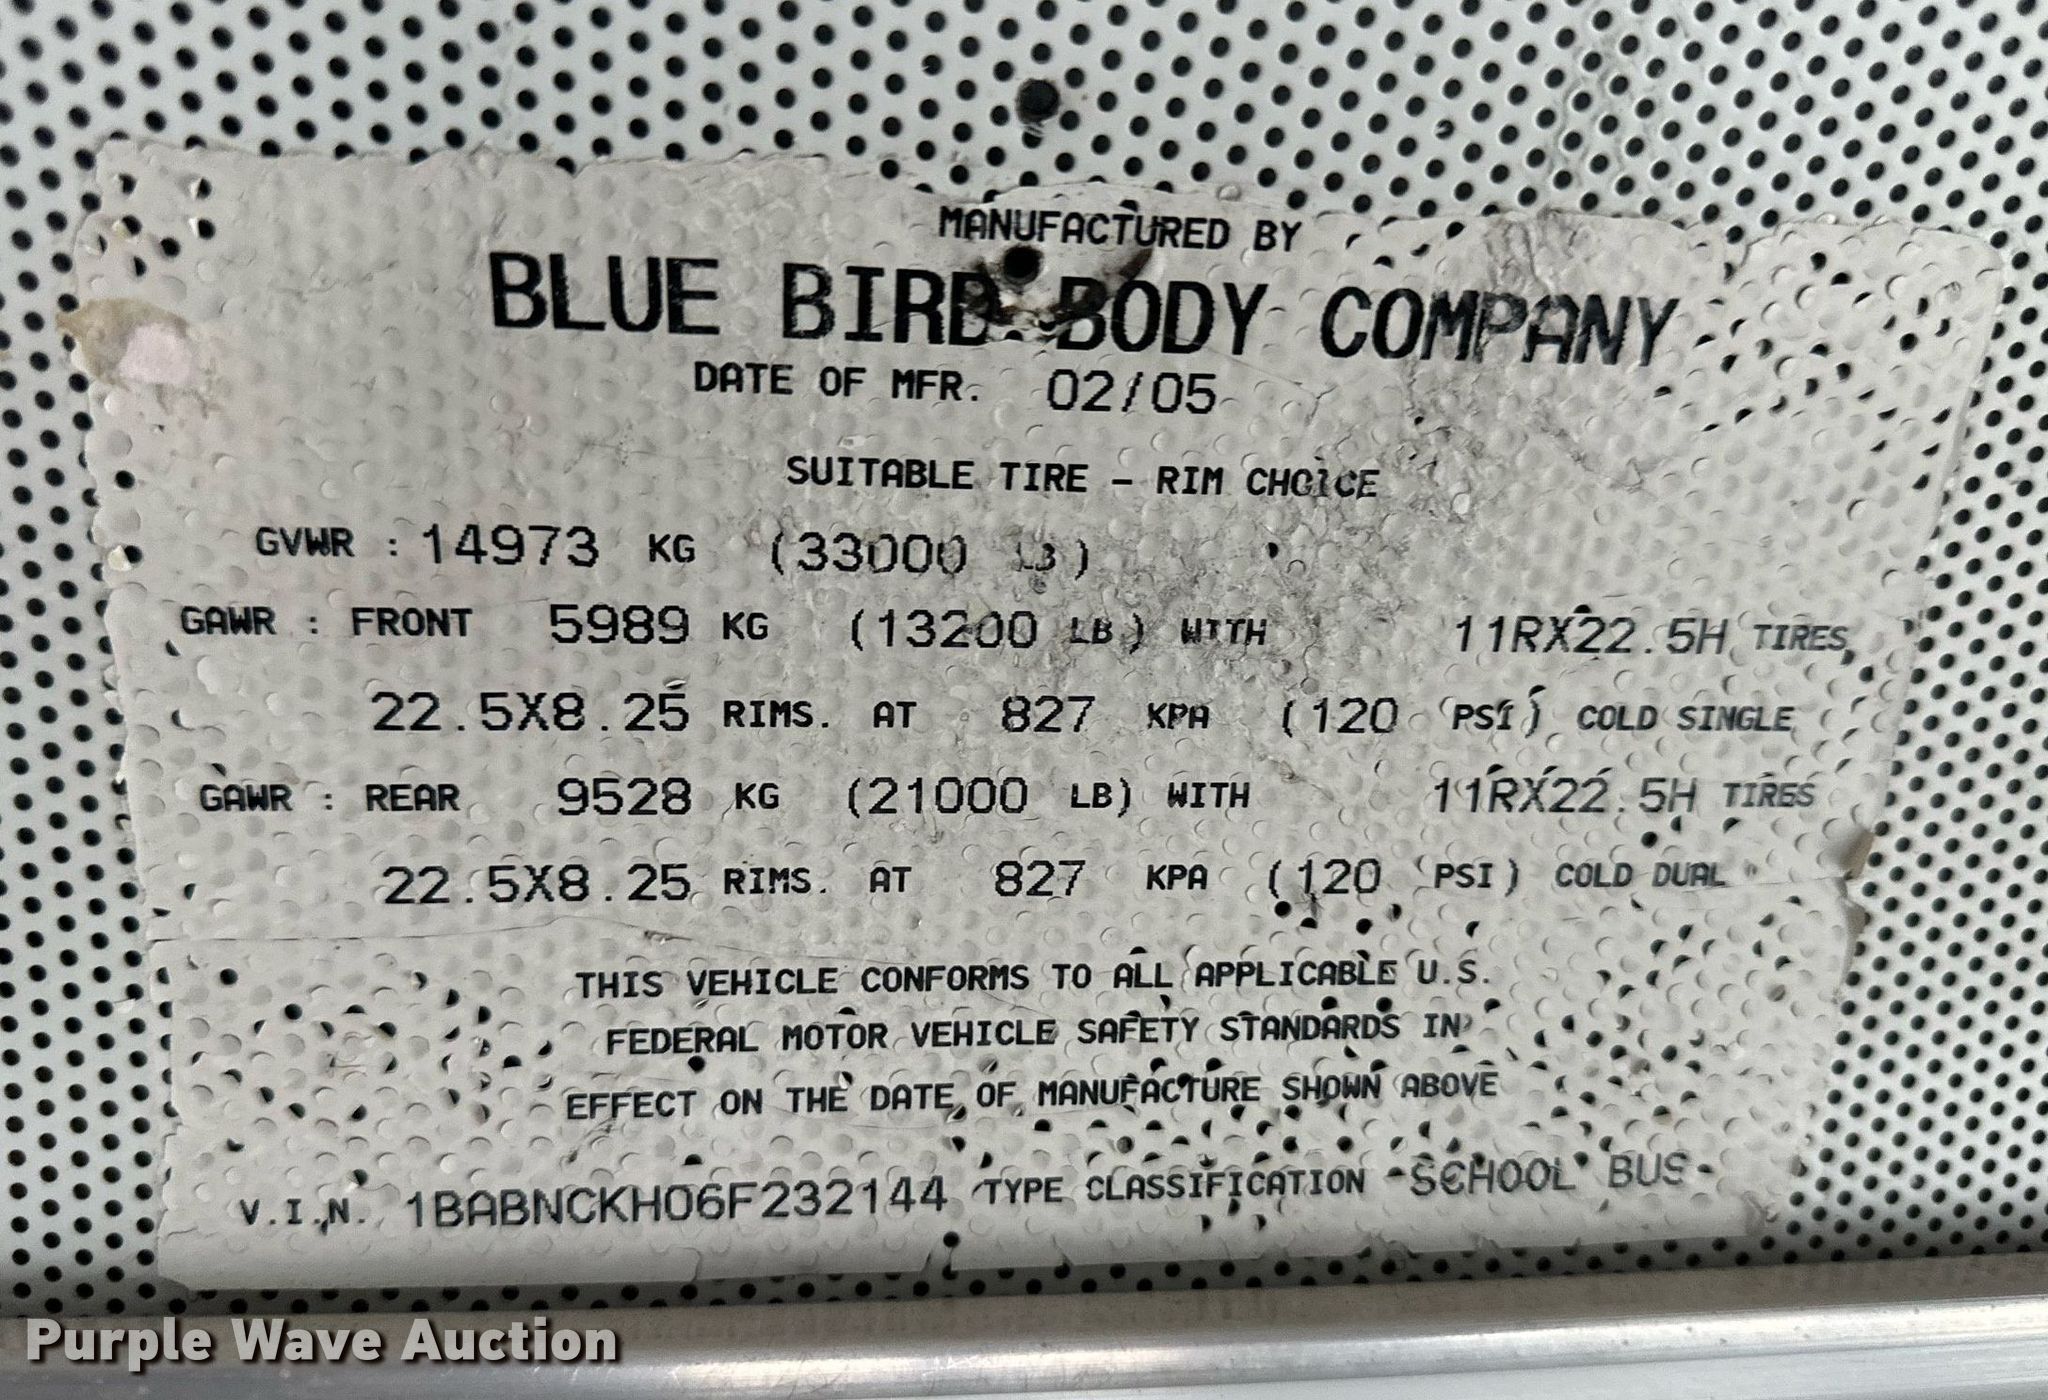 MANUFACTURED BY
BLUE BIRD BODY COMPANY
DATE OF MFR. 02/05
SUITABLE TIRE - RIM CHOICE
GVWR : 14973 KG (33000 LB)
GAWR : FRONT 5989 KG (13200 LB) WITH 11RX22.5H TIRES
22.5X8.25 RIMS. AT 827 KPA (120 PSI) COLD SINGLE
GAWR : REAR 9528 KG (21000 LB) WITH 11RX22.5H TIRES
22.5X8.25 RIMS. AT 827 KPA (120 PSI) COLD DUAL
THIS VEHICLE CONFORMS TO ALL APPLICABLE U.S.
FEDERAL MOTOR VEHICLE SAFETY STANDARDS IN
EFFECT ON THE DATE OF MANUFACTURE SHOWN ABOVE
V.I.N. 1BABNCKH06F232144 TYPE CLASSIFICATION SCHOOL BUS
Purple Wave Auction